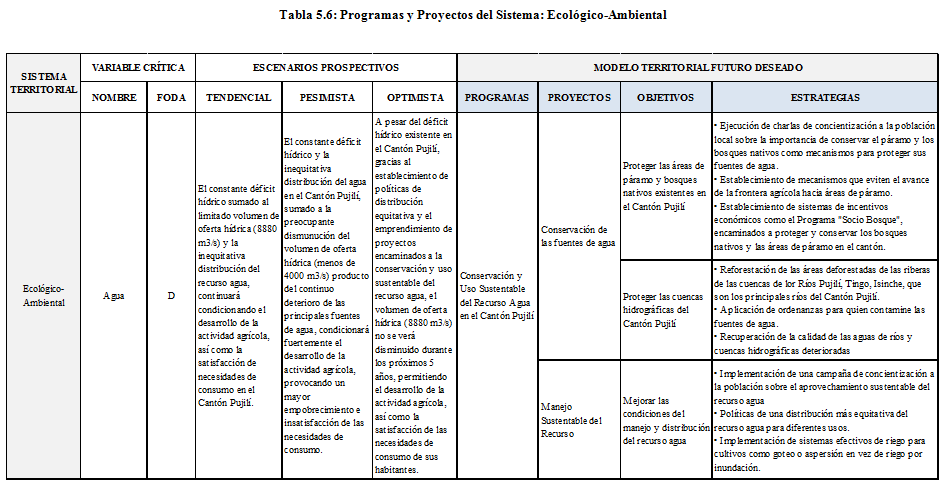 Tabla 5.6: Programas y Proyectos del Sistema: Ecológico-Ambiental
SISTEMA
TERRITORIAL
VARIABLE CRÍTICA
ESCENARIOS PROSPECTIVOS
MODELO TERRITORIAL FUTURO DESEADO
NOMBRE
FODA
TENDENCIAL
PESIMISTA
OPTIMISTA
PROGRAMAS
PROYECTOS
OBJETIVOS
ESTRATEGIAS
Ecológico-
Ambiental
Agua
D
El constante déficit
hídrico sumado al
limitado volumen de
oferta hídrica (8880
m3/s) y la
inequitativa
distribución del
recurso agua,
continuará
condicionando el
desarrollo de la
actividad agrícola,
así como la
satisfacción de
necesidades de
consumo en el
Cantón Pujilí.
El constante déficit
hídrico y la
inequitativa
distribución del agua
en el Cantón Pujilí,
sumado a la
preocupante
dismunución del
volumen de oferta
hídrica (menos de
4000 m3/s) producto
del continuo
deterioro de las
principales fuentes
de agua, condicionará
fuertemente el
desarrollo de la
actividad agrícola,
provocando un
mayor
empobrecimiento e
insatisfacción de las
necesidades de
consumo.
A pesar del déficit
hídrico existente en
el Cantón Pujilí,
gracias al
establecimiento de
políticas de
distribución
equitativa y el
emprendimiento de
proyectos
encaminados a la
conservación y uso
sustentable del
recurso agua, el
volumen de oferta
hídrica (8880 m3/s)
no se verá
disminuido durante
los próximos 5
años, permitiendo
el desarrollo de la
actividad agrícola,
así como la
satisfacción de las
necesidades de
consumo de sus
habitantes.
Conservación y
Uso Sustentable
del Recurso Agua
en el Cantón Pujilí
Conservación de
las fuentes de agua
Proteger las áreas de
páramo y bosques
nativos existentes en
el Cantón Pujilí
• Ejecución de charlas de concientización a la población
local sobre la importancia de conservar el páramo y los
bosques nativos como mecanismos para proteger sus
fuentes de agua.
• Establecimiento de mecanismos que eviten el avance
de la frontera agrícola hacia áreas de páramo.
• Establecimiento de sistemas de incentivos
económicos como el Programa "Socio Bosque",
encaminados a proteger y conservar los bosques
nativos y las áreas de páramo en el cantón.
Proteger las cuencas
hidrográficas del
Cantón Pujilí
• Reforestación de las áreas deforestadas de las riberas
de las cuencas de lor Ríos Pujilí, Tingo, Isinche, que
son los principales ríos del Cantón Pujilí.
• Aplicación de ordenanzas para quien contamine las
fuentes de agua.
• Recuperación de la calidad de las aguas de ríos y
cuencas hidrográficas deterioradas
Manejo
Sustentable del
Recurso
Mejorar las
condiciones del
manejo y distribución
del recurso agua
• Implementación de una campaña de concientización a
la población sobre el aprovechamiento sustentable del
recurso agua
• Políticas de una distribución más equitativa del
recurso agua para diferentes usos.
• Implementación de sistemas efectivos de riego para
cultivos como goteo o aspersión en vez de riego por
inundación.